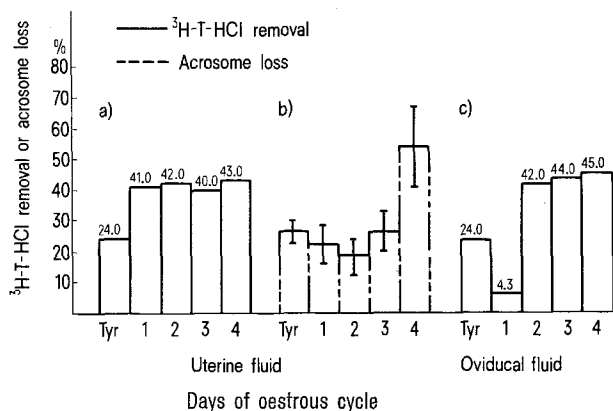 ³H-T-HCl removal
Acrosome loss
³H-T-HCl removal or acrosome loss
%
80
70
60
50
40
30
20
10
a)
b)
c)
24.0
41.0
42.0
40.0
43.0
24.0
4.3
42.0
44.0
45.0
Tyr 1 2 3 4 Tyr 1 2 3 4 Tyr 1 2 3 4
Uterine fluid
Oviducal fluid
Days of oestrous cycle